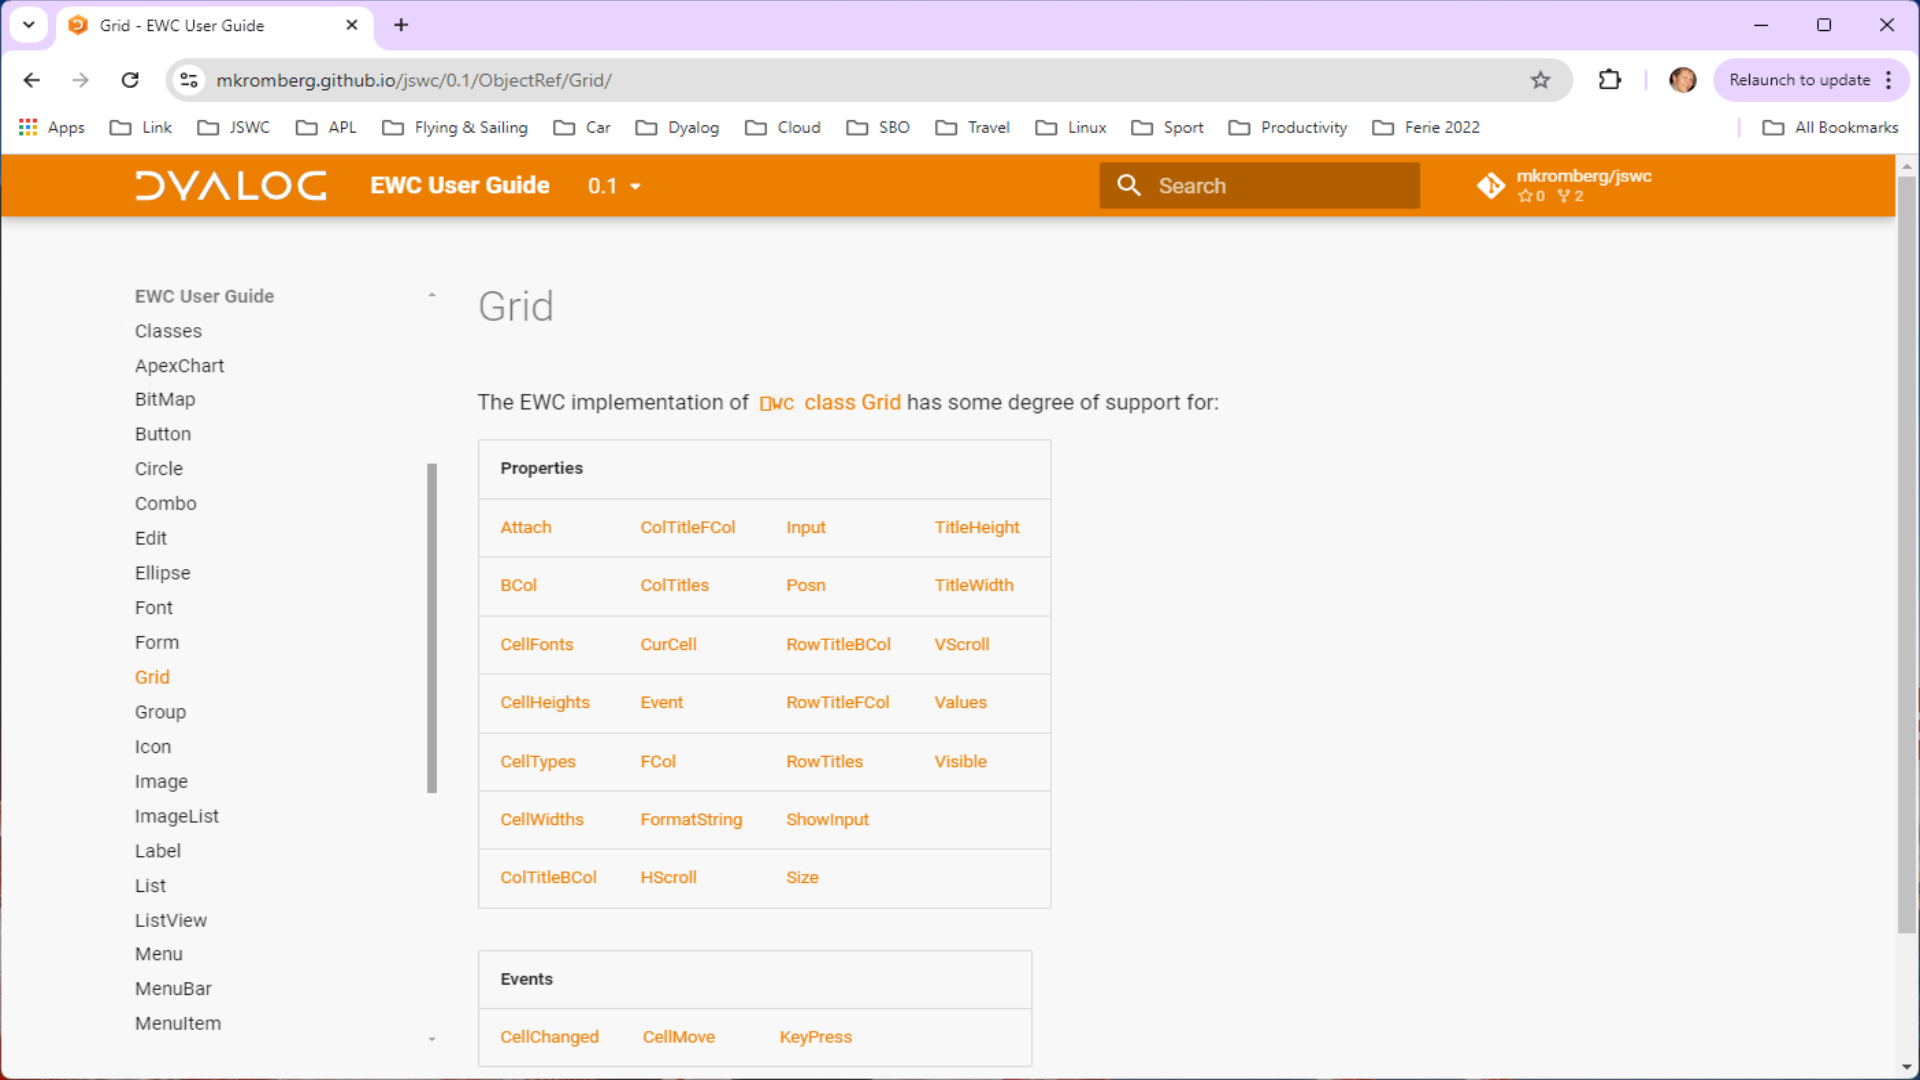 Grid - EWC User Guide
mkromberg.github.io/jswc/0.1/ObjectRef/Grid/
Relaunch to update
Apps Link JSWC APL Flying & Sailing Car Dyalog Cloud SBO Travel Linux Sport Productivity Ferie 2022 All Bookmarks
DYALOG EWC User Guide 0.1 Search mkromberg/jswc
0 2
EWC User Guide
Classes
ApexChart
BitMap
Button
Circle
Combo
Edit
Ellipse
Font
Form
Grid
Group
Icon
Image
ImageList
Label
List
ListView
Menu
MenuBar
MenuItem
Grid
The EWC implementation of ⎕WC class Grid has some degree of support for:
Properties
Attach ColTitleFCol Input TitleHeight
BCol ColTitles Posn TitleWidth
CellFonts CurCell RowTitleBCol VScroll
CellHeights Event RowTitleFCol Values
CellTypes FCol RowTitles Visible
CellWidths FormatString ShowInput
ColTitleBCol HScroll Size
Events
CellChanged CellMove KeyPress